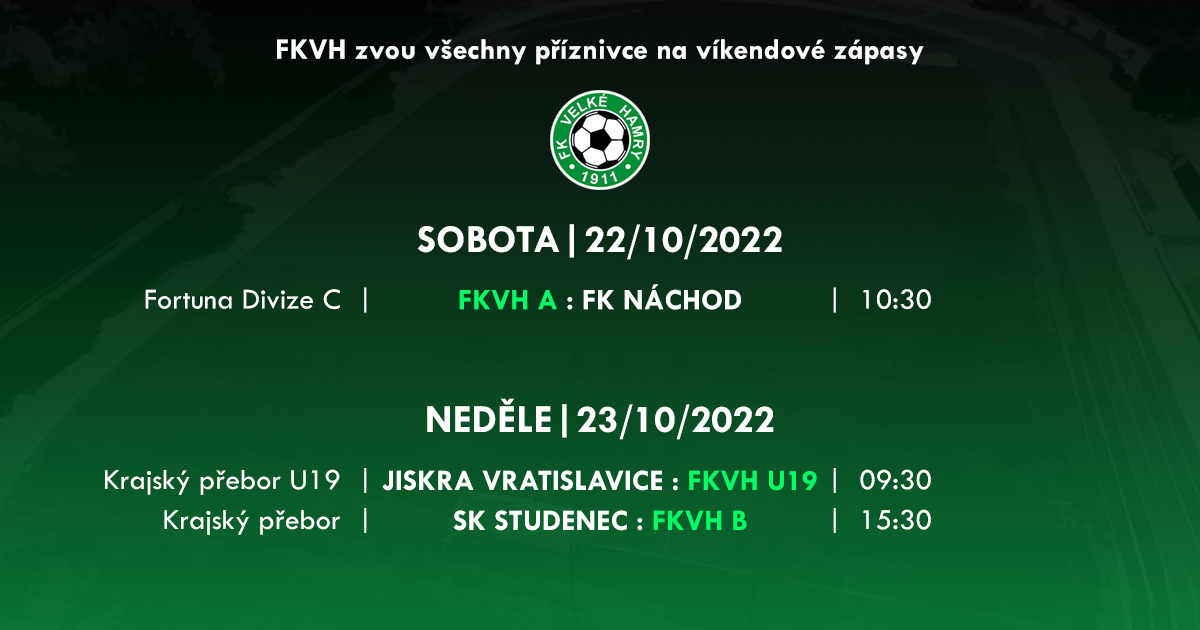 FKVH zvou všechny příznivce na víkendové zápasy
FK VELKÉ HAMRY
• 1911 •
SOBOTA | 22/10/2022
Fortuna Divize C | FKVH A : FK NÁCHOD | 10:30
NEDĚLE | 23/10/2022
Krajský přebor U19 | JISKRA VRATISLAVICE : FKVH U19 | 09:30
Krajský přebor | SK STUDENEC : FKVH B | 15:30